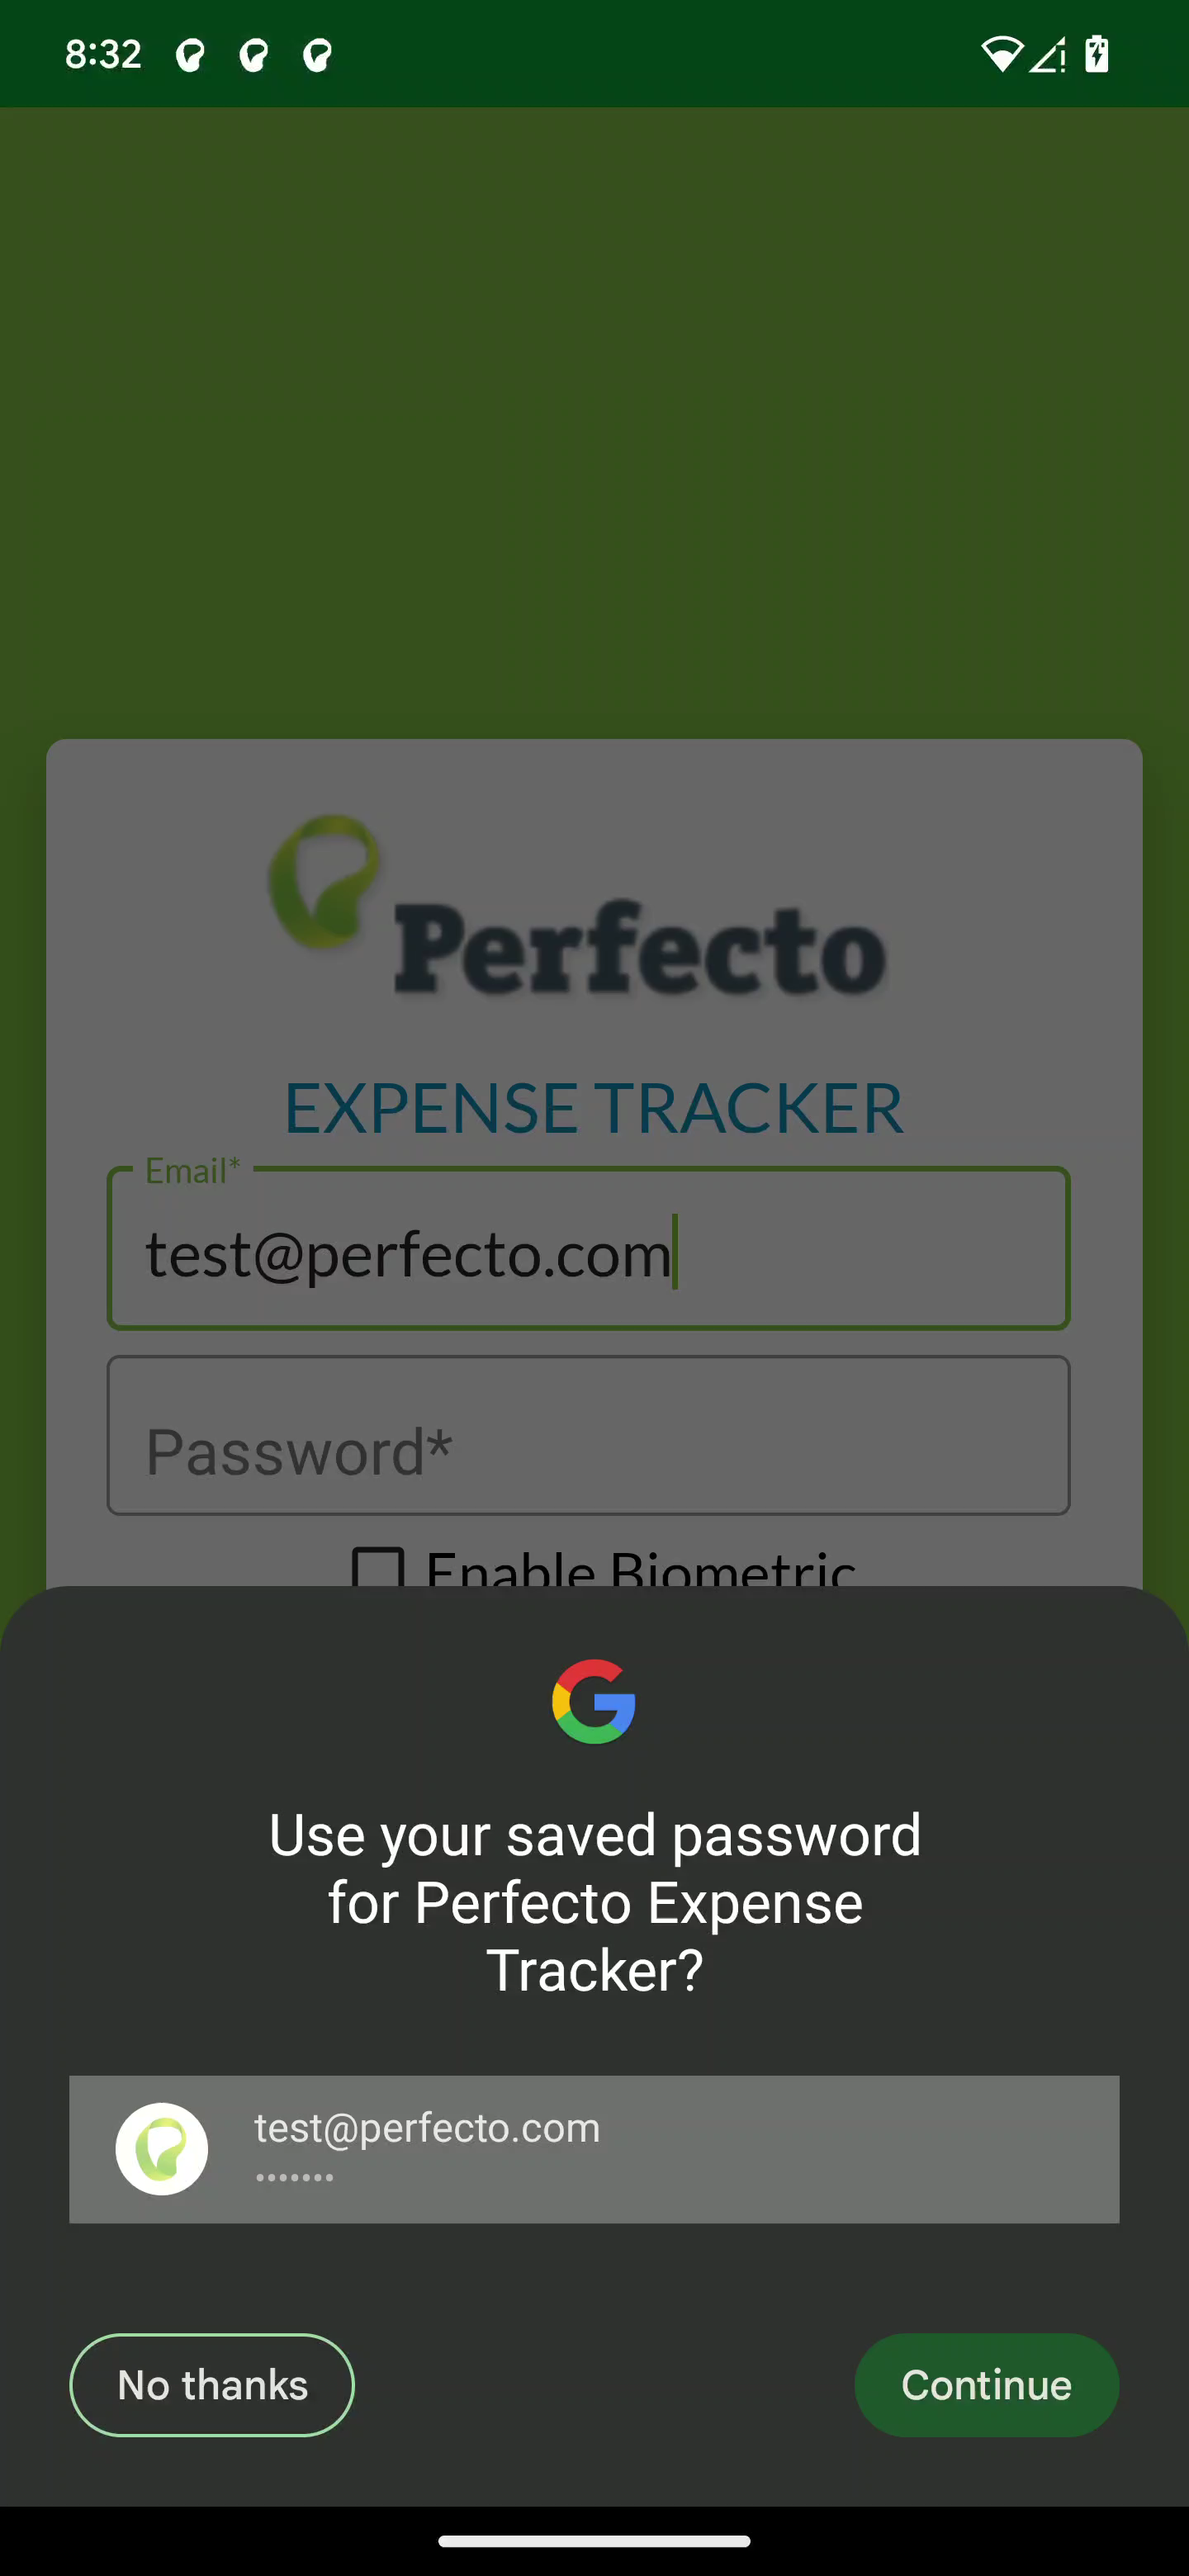 8:32
Perfecto
EXPENSE TRACKER
Email*
test@perfecto.com
Password*
Enable Biometric
Use your saved password
for Perfecto Expense
Tracker?
test@perfecto.com
•••••••
No thanks
Continue